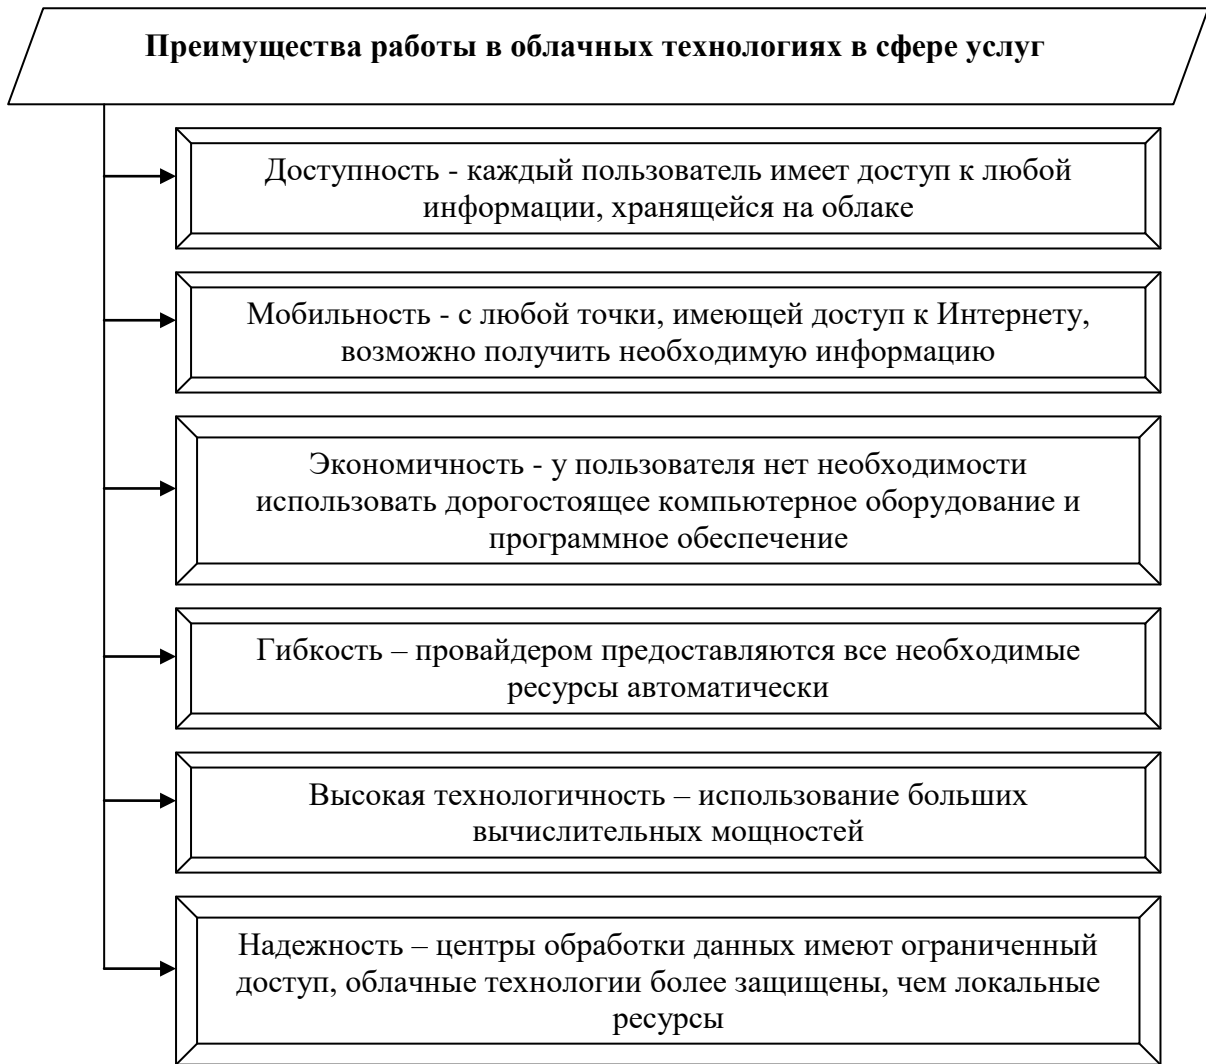 Преимущества работы в облачных технологиях в сфере услуг
Доступность - каждый пользователь имеет доступ к любой
информации, хранящейся на облаке
Мобильность - с любой точки, имеющей доступ к Интернету,
возможно получить необходимую информацию
Экономичность - у пользователя нет необходимости
использовать дорогостоящее компьютерное оборудование и
программное обеспечение
Гибкость – провайдером предоставляются все необходимые
ресурсы автоматически
Высокая технологичность – использование больших
вычислительных мощностей
Надежность – центры обработки данных имеют ограниченный
доступ, облачные технологии более защищены, чем локальные
ресурсы